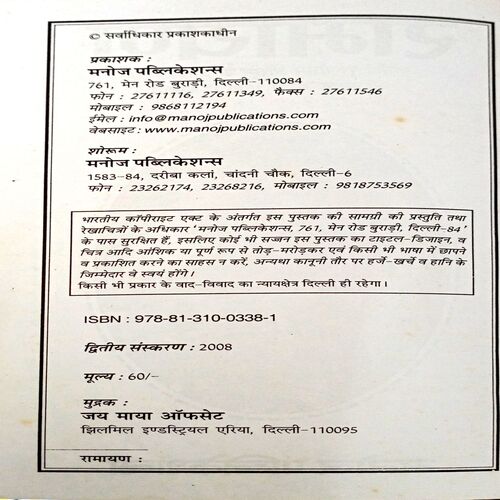 © सर्वाधिकार प्रकाशकाधीन
प्रकाशक :
मनोज पब्लिकेशन्स
761, मेन रोड बुराड़ी, दिल्ली-110084
फोन : 27611116, 27611349, फैक्स : 27611546
मोबाइल : 9868112194
ईमेल : info@manojpublications.com
वेबसाइट : www.manojpublications.com
शोरूम :
मनोज पब्लिकेशन्स
1583-84, दरीबा कलां, चांदनी चौक, दिल्ली-6
फोन : 23262174, 23268216, मोबाइल : 9818753569
भारतीय कॉपीराइट एक्ट के अंतर्गत इस पुस्तक की सामग्री की प्रस्तुति तथा
रेखाचित्रों के अधिकार 'मनोज पब्लिकेशन्स, 761, मेन रोड बुराड़ी, दिल्ली-84'
के पास सुरक्षित हैं, इसलिए कोई भी सज्जन इस पुस्तक का टाइटल-डिजाइन, व
चित्र आदि आंशिक या पूर्ण रूप से तोड़-मरोड़कर एवं किसी भी भाषा में छापने
व प्रकाशित करने का साहस न करें, अन्यथा कानूनी तौर पर हर्जे-खर्चे व हानि के
जिम्मेदार वे स्वयं होंगे।
किसी भी प्रकार के वाद-विवाद का न्यायक्षेत्र दिल्ली ही रहेगा।
ISBN : 978-81-310-0338-1
द्वितीय संस्करण : 2008
मूल्य : 60/-
मुद्रक :
जय माया ऑफसेट
झिलमिल इण्डस्ट्रियल एरिया, दिल्ली-110095
रामायण :